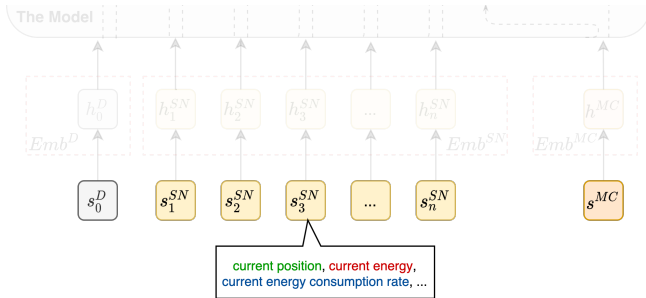 The Model
h_0^D h_1^{SN} h_2^{SN} h_3^{SN} ... h_n^{SN} h^{MC}
Emb^D Emb^{SN} Emb^{MC}
s_0^D s_1^{SN} s_2^{SN} s_3^{SN} ... s_n^{SN} s^{MC}
current position, current energy,
current energy consumption rate, ...